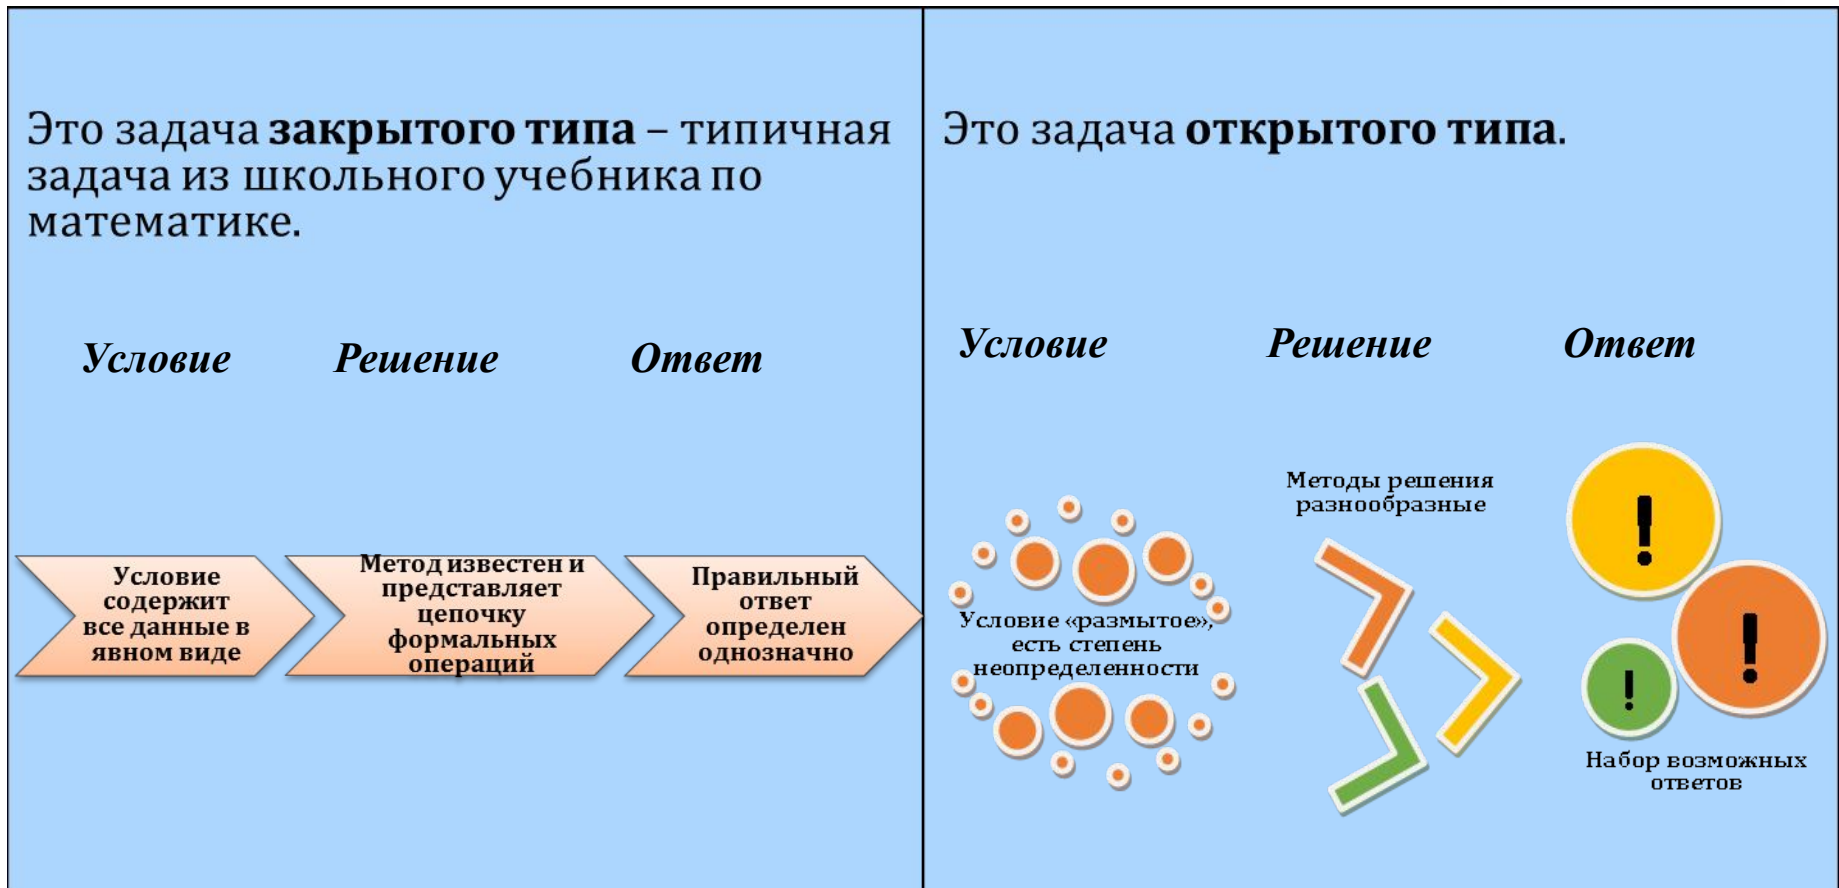 Это задача закрытого типа – типичная
задача из школьного учебника по
математике.
Условие Решение Ответ
Условие
содержит
все данные в
явном виде
Метод известен и
представляет
цепочку
формальных
операций
Правильный
ответ
определен
однозначно
Это задача открытого типа.
Условие Решение Ответ
Условие «размытое»,
есть степень
неопределенности
Методы решения
разнообразные
!
!
!
Набор возможных
ответов